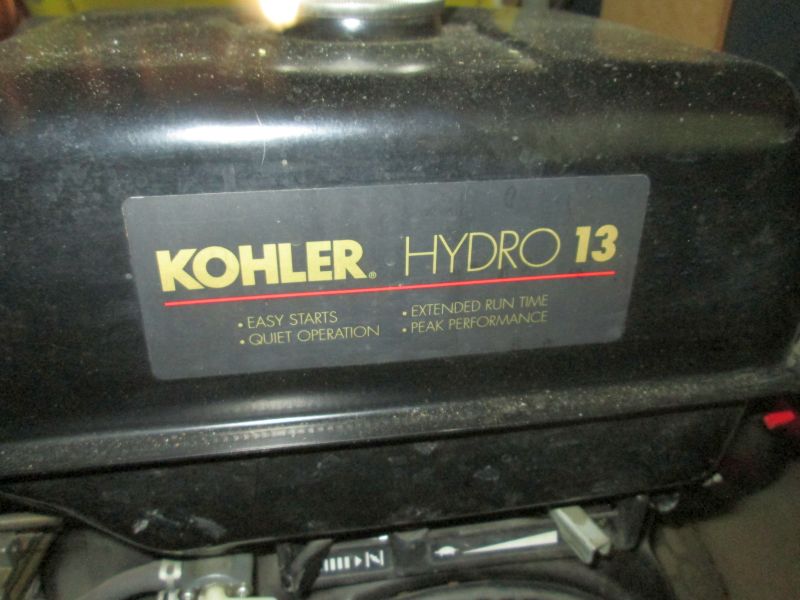 KOHLER® HYDRO 13
• EASY STARTS
• QUIET OPERATION
• EXTENDED RUN TIME
• PEAK PERFORMANCE